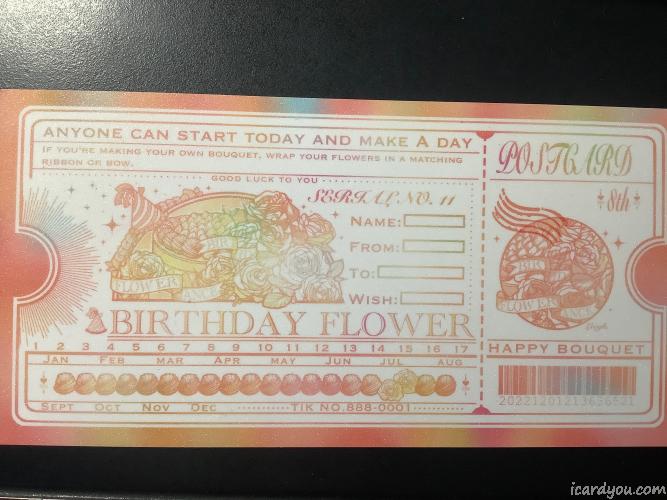 ANYONE CAN START TODAY AND MAKE A DAY
IF YOU'RE MAKING YOUR OWN BOUQUET, WRAP YOUR FLOWERS IN A MATCHING
RIBBON OR BOW.
GOOD LUCK TO YOU
SERIAL NO. 11
NAME:
FROM:
TO:
WISH:
FLOWER
BIRTHDAY FLOWER
1 2 3 4 5 6 7 8 9 10 11 12 13 14 15 16 17
JAN FEB MAR APR MAY JUN JUL AUG
SEPT OCT NOV DEC TIK NO.888-0001
POSTCARD
8th
FLOWER
HAPPY BOUQUET
icardyou.com